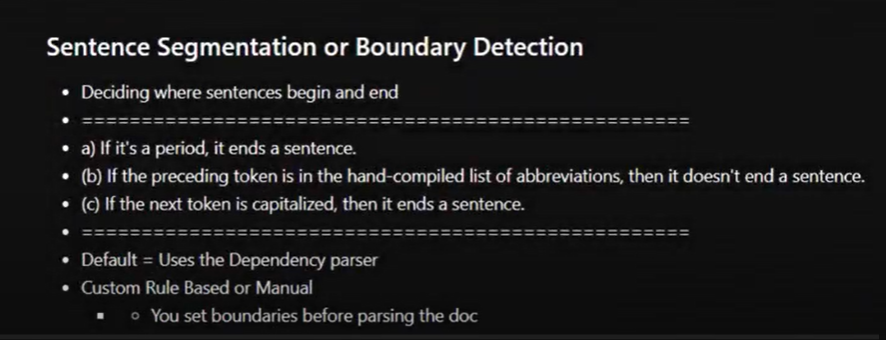 Sentence Segmentation or Boundary Detection
• Deciding where sentences begin and end
• ===================================================
• a) If it's a period, it ends a sentence.
• (b) If the preceding token is in the hand-compiled list of abbreviations, then it doesn't end a sentence.
• (c) If the next token is capitalized, then it ends a sentence.
• ===================================================
• Default = Uses the Dependency parser
• Custom Rule Based or Manual
▪ ○ You set boundaries before parsing the doc